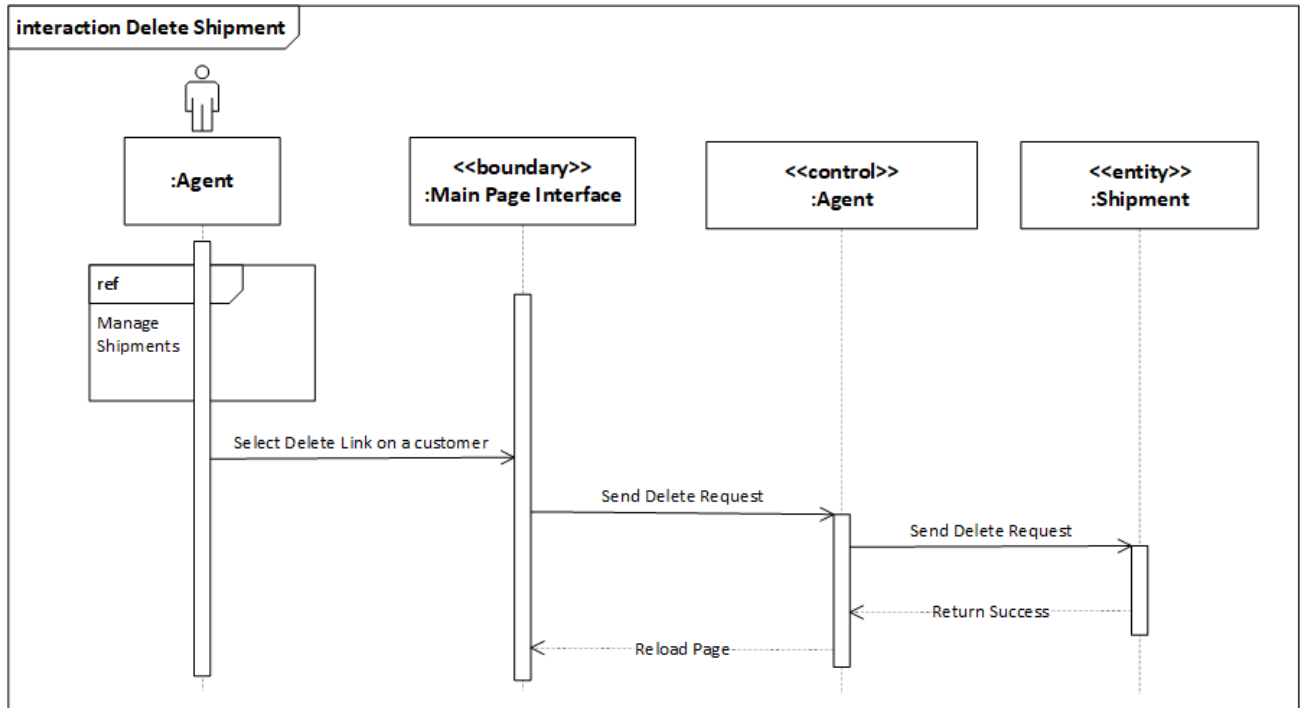 interaction Delete Shipment
:Agent
<<boundary>>
:Main Page Interface
<<control>>
:Agent
<<entity>>
:Shipment
ref
Manage
Shipments
Select Delete Link on a customer
Send Delete Request
Send Delete Request
Return Success
Reload Page